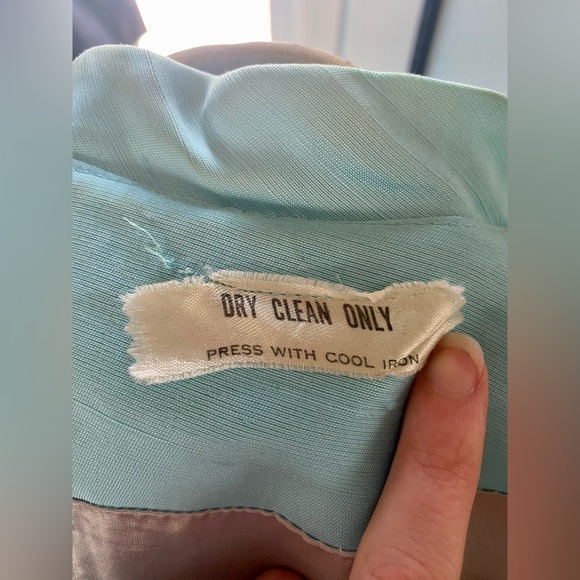 DRY CLEAN ONLY
PRESS WITH COOL IRON